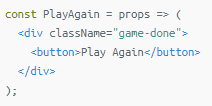 const PlayAgain = props => (
  <div className="game-done">
    <button>Play Again</button>
  </div>
);